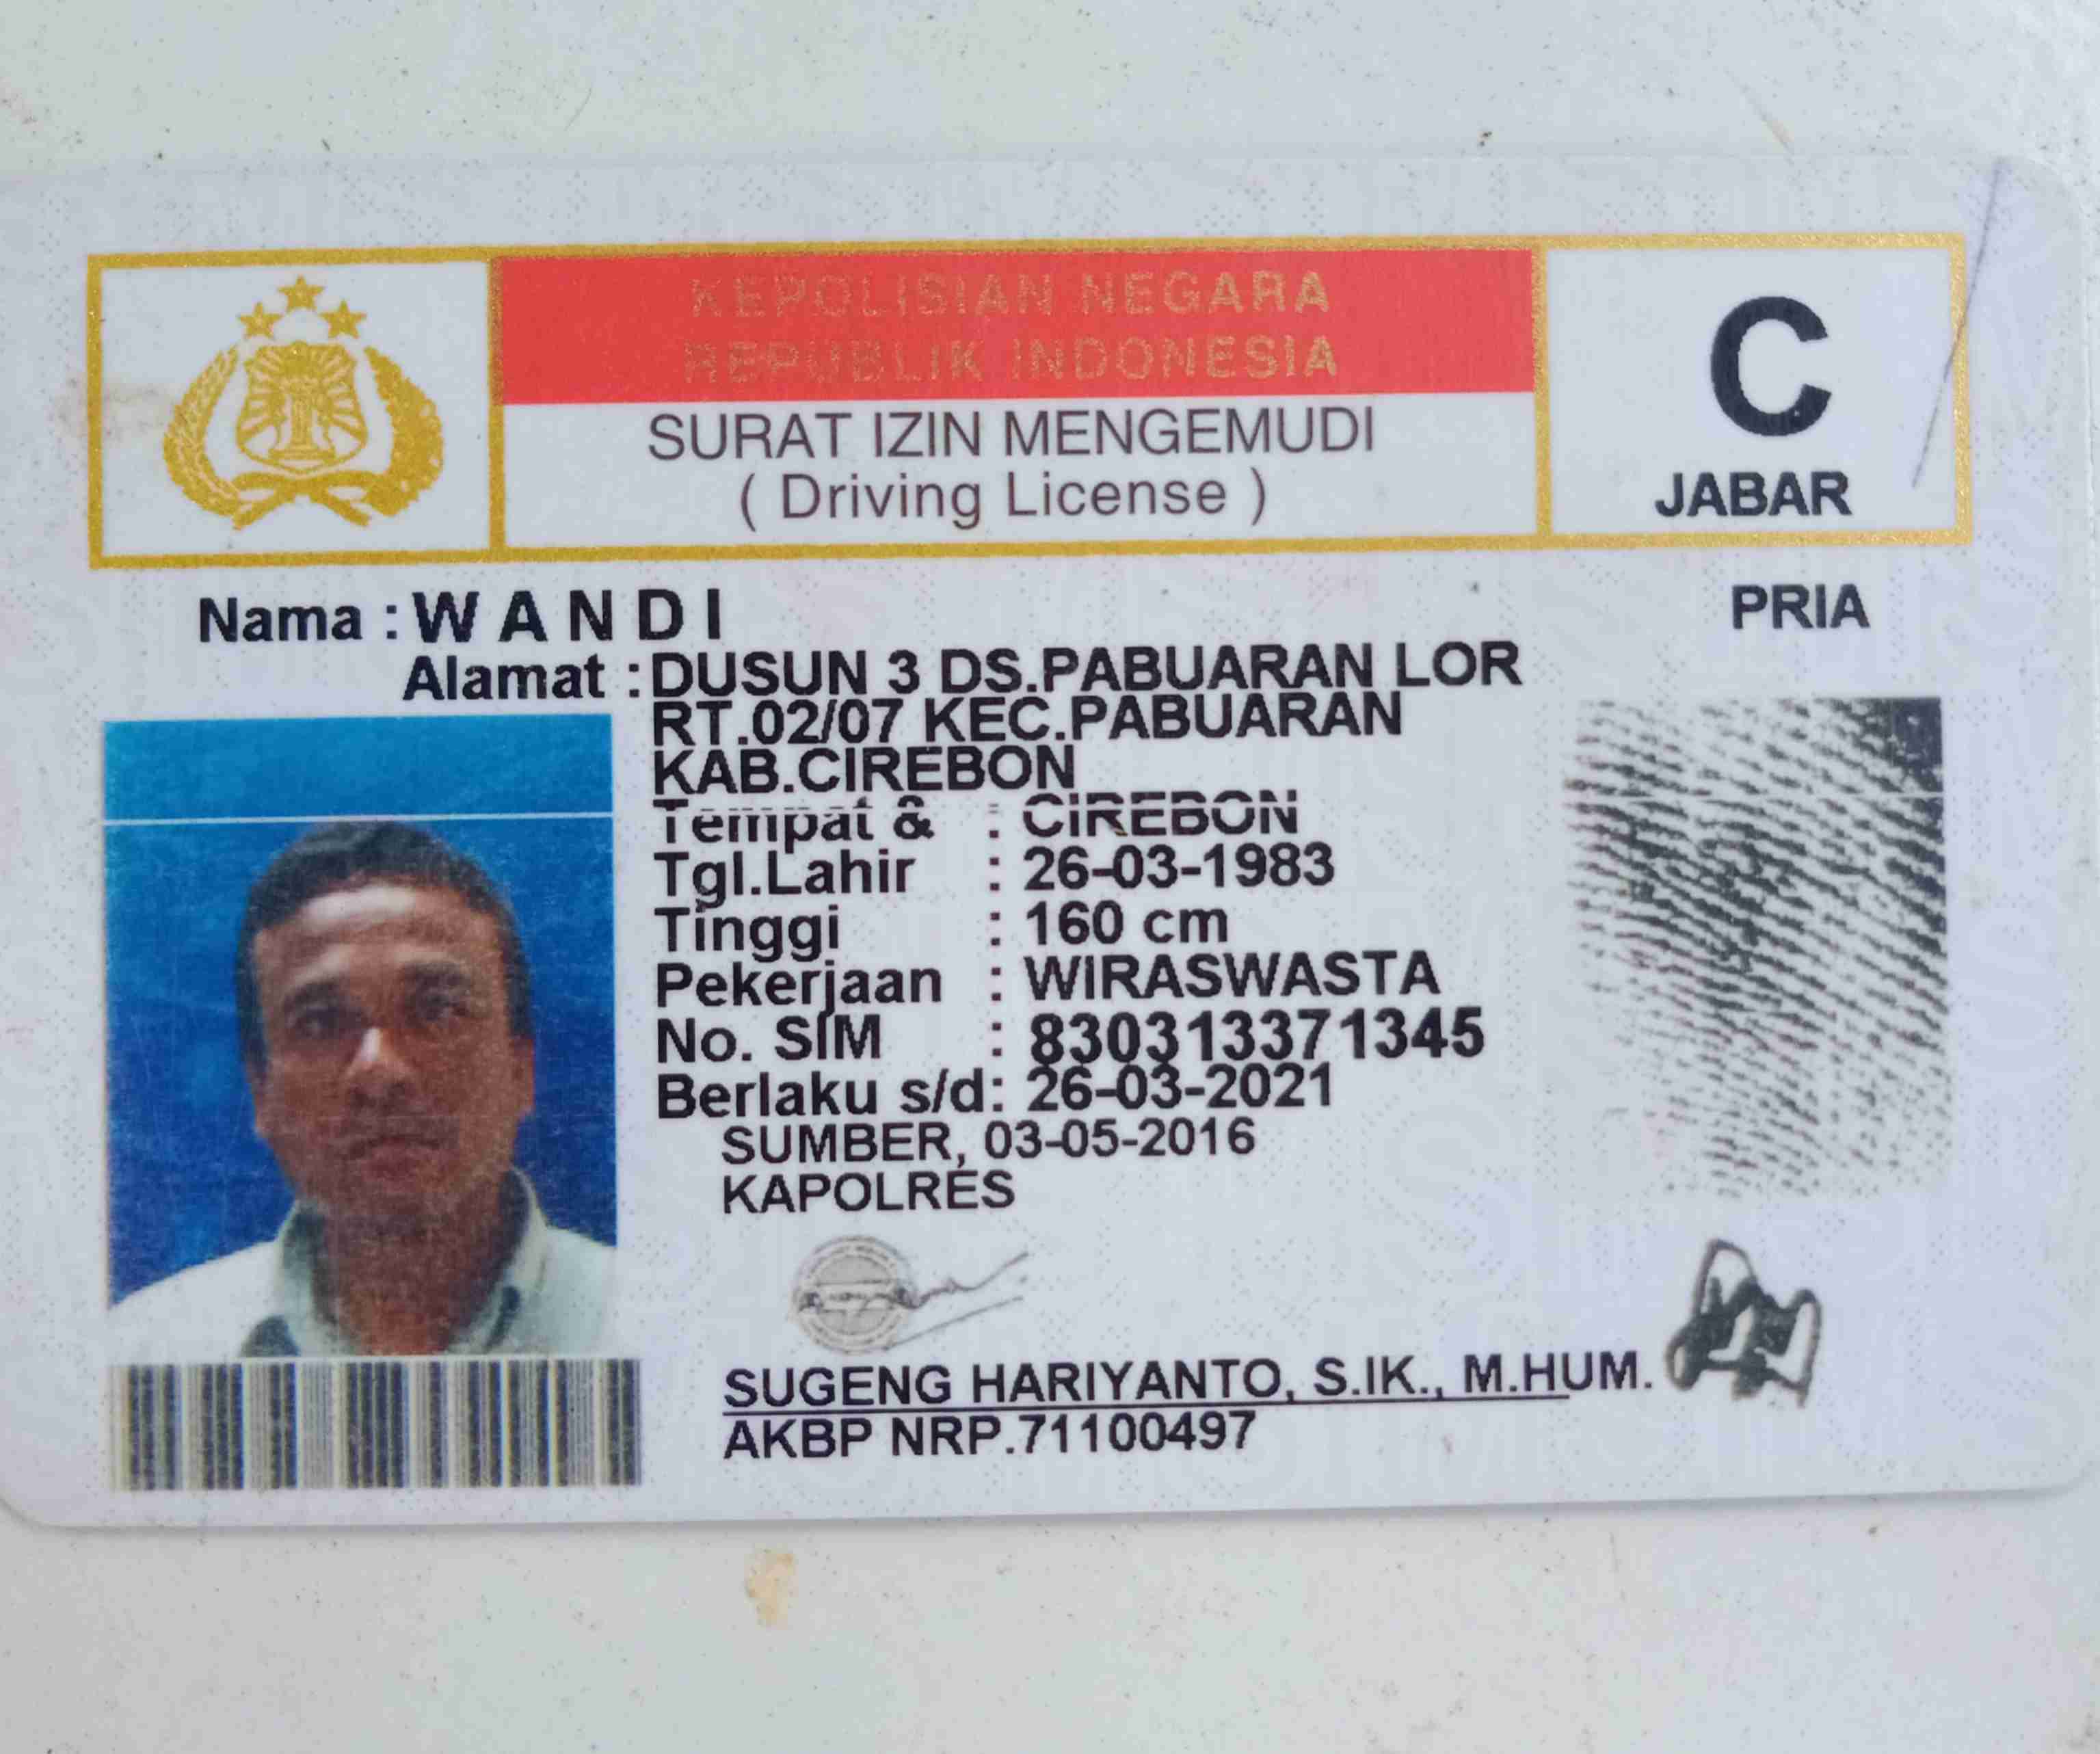 KEPOLISIAN NEGARA
REPUBLIK INDONESIA
SURAT IZIN MENGEMUDI
( Driving License )
C
JABAR
Nama : W A N D I
PRIA
Alamat : DUSUN 3 DS.PABUARAN LOR
RT.02/07 KEC.PABUARAN
KAB.CIREBON
Tempat & : CIREBON
Tgl.Lahir : 26-03-1983
Tinggi : 160 cm
Pekerjaan : WIRASWASTA
No. SIM : 830313371345
Berlaku s/d: 26-03-2021
SUMBER, 03-05-2016
KAPOLRES
SUGENG HARIYANTO, S.IK., M.HUM.
AKBP NRP.71100497